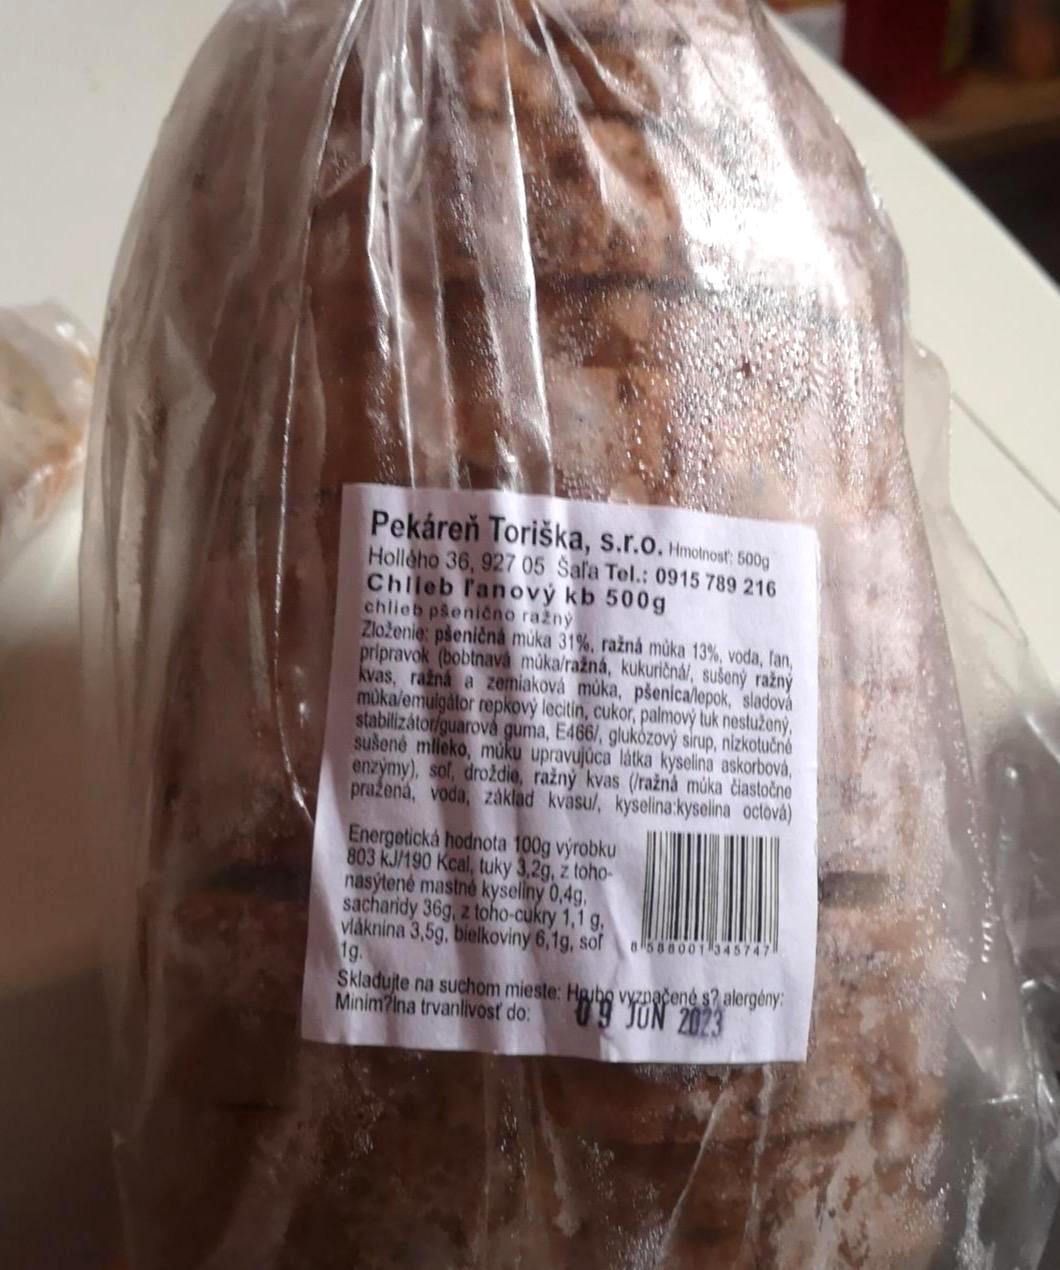 Pekáreň Toriška, s.r.o. Hmotnosť: 500g
Hollého 36, 927 05 Šaľa Tel.: 0915 789 216
Chlieb ľanový kb 500g
chlieb pšenično ražný
Zloženie: pšeničná múka 31%, ražná múka 13%, voda, ľan,
prípravok (bobtnavá múka/ražná, kukuričná/, sušený ražný
kvas, ražná a zemiaková múka, pšenica/lepok, sladová
múka/emulgátor repkový lecitín, cukor, palmový tuk nestužený,
stabilizátor/guarová guma, E466/, glukózový sirup, nízkotučné
sušené mlieko, múku upravujúca látka kyselina askorbová,
enzýmy), soľ, droždie, ražný kvas (/ražná múka čiastočne
pražená, voda, základ kvasu/, kyselina:kyselina octová)
Energetická hodnota 100g výrobku
803 kJ/190 Kcal, tuky 3,2g, z toho-
nasýtené mastné kyseliny 0,4g,
sacharidy 36g, z toho-cukry 1,1 g,
vláknina 3,5g, bielkoviny 6,1g, soľ
1g.
8 588001 345747
Skladujte na suchom mieste: Hrubo vyznačené s? alergény:
Minim?lna trvanlivosť do: 09 JUN 2023